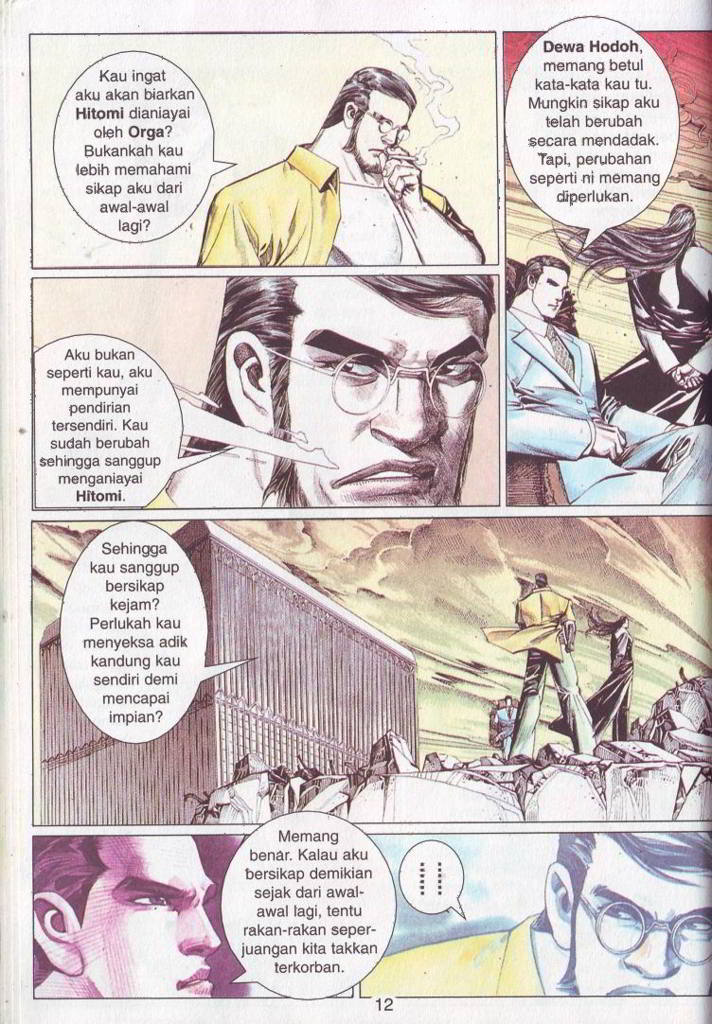 Kau ingat
aku akan biarkan
Hitomi dianiayai
oleh Orga?
Bukankah kau
lebih memahami
sikap aku dari
awal-awal
lagi?
Dewa Hodoh,
memang betul
kata-kata kau tu.
Mungkin sikap aku
telah berubah
secara mendadak.
Tapi, perubahan
seperti ni memang
diperlukan.
Aku bukan
seperti kau, aku
mempunyai
pendirian
tersendiri. Kau
sudah berubah
sehingga sanggup
menganiayai
Hitomi.
Sehingga
kau sanggup
bersikap
kejam?
Perlukah kau
menyeksa adik
kandung kau
sendiri demi
mencapai
impian?
Memang
benar. Kalau aku
bersikap demikian
sejak dari awal-
awal lagi, tentu
rakan-rakan seper-
juangan kita takkan
terkorban.
12